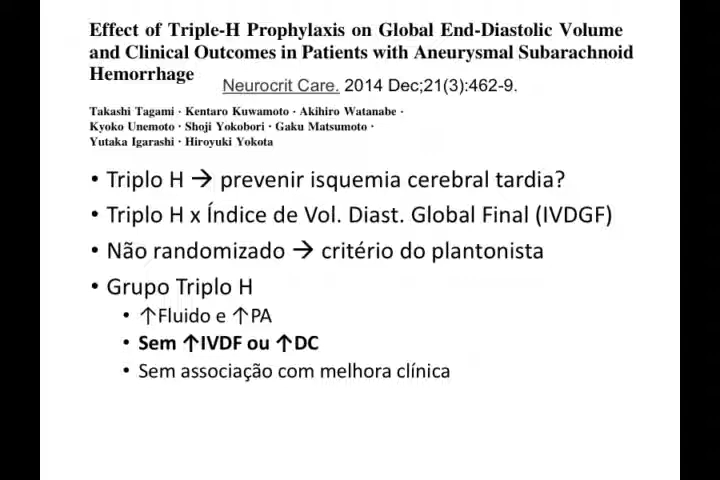 Effect of Triple-H Prophylaxis on Global End-Diastolic Volume
and Clinical Outcomes in Patients with Aneurysmal Subarachnoid
Hemorrhage
Neurocrit Care. 2014 Dec;21(3):462-9.
Takashi Tagami · Kentaro Kuwamoto · Akihiro Watanabe ·
Kyoko Unemoto · Shoji Yokobori · Gaku Matsumoto ·
Yutaka Igarashi · Hiroyuki Yokota
• Triplo H → prevenir isquemia cerebral tardia?
• Triplo H x Índice de Vol. Diast. Global Final (IVDGF)
• Não randomizado → critério do plantonista
• Grupo Triplo H
• ↑Fluido e ↑PA
• Sem ↑IVDF ou ↑DC
• Sem associação com melhora clínica